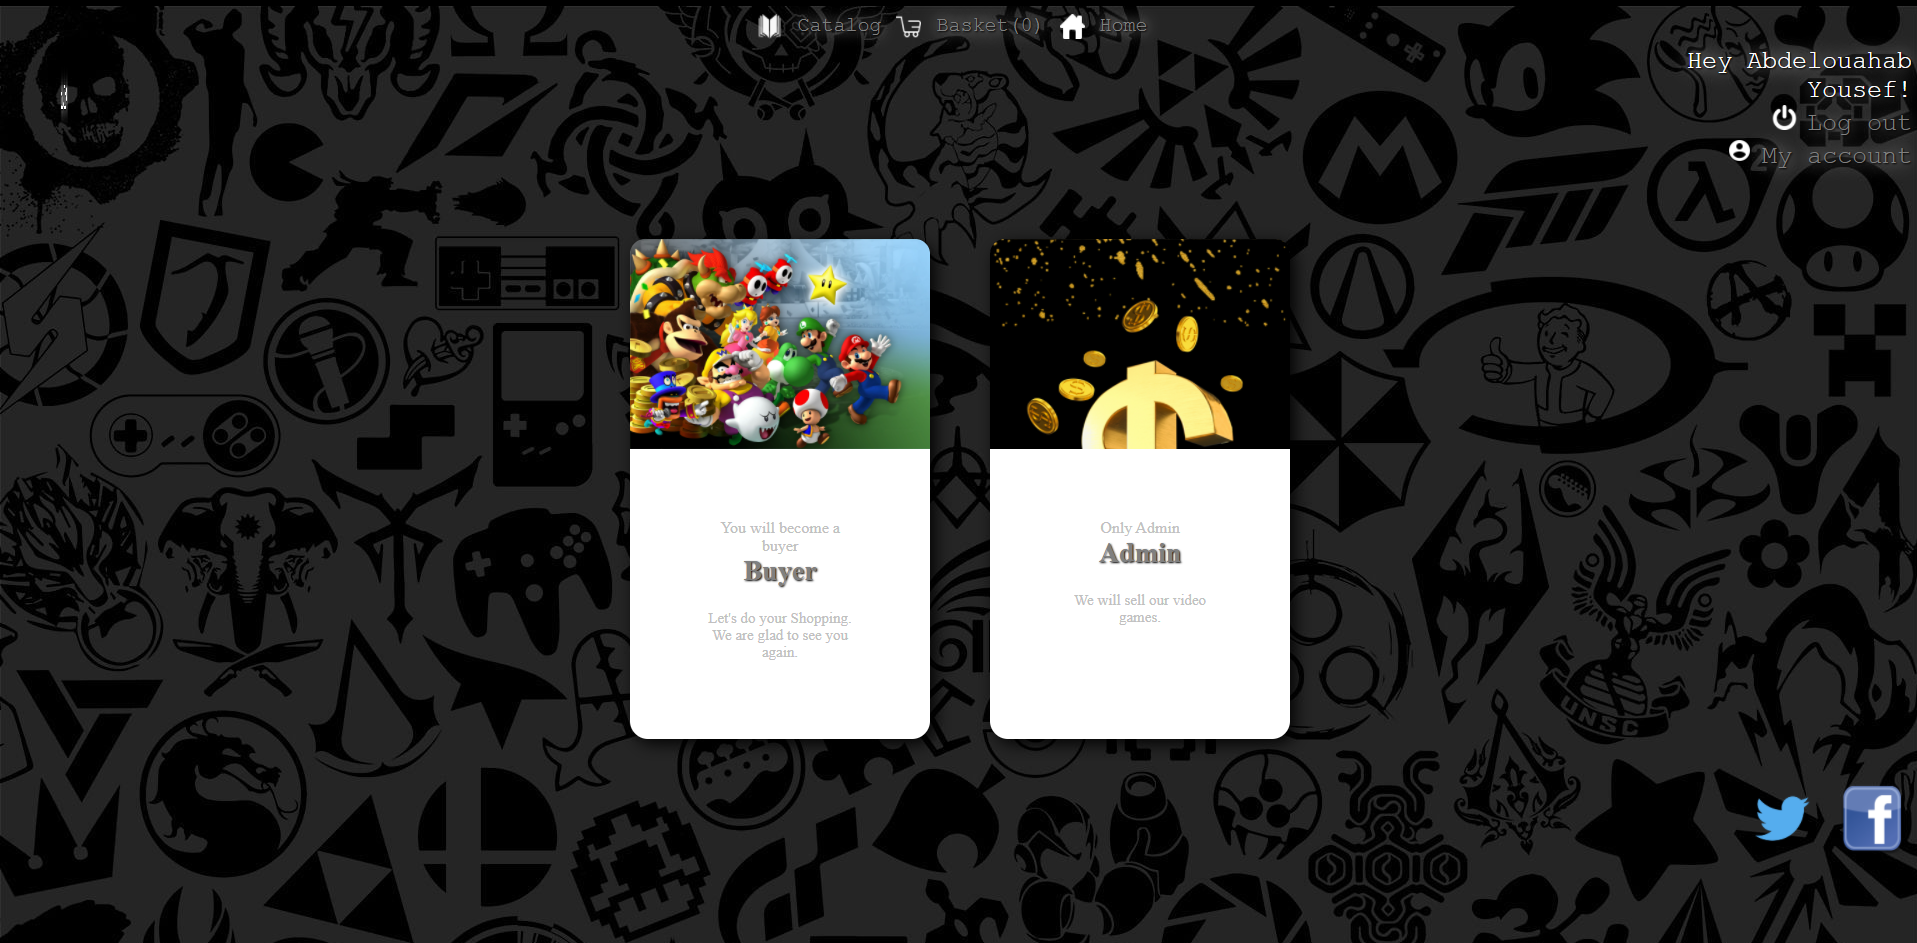 Catalog Basket(0) Home
Hey Abdelouahab
Yousef!
Log out
My account
You will become a
buyer
Buyer
Let's do your Shopping.
We are glad to see you
again.
Only Admin
Admin
We will sell our video
games.
UNSC